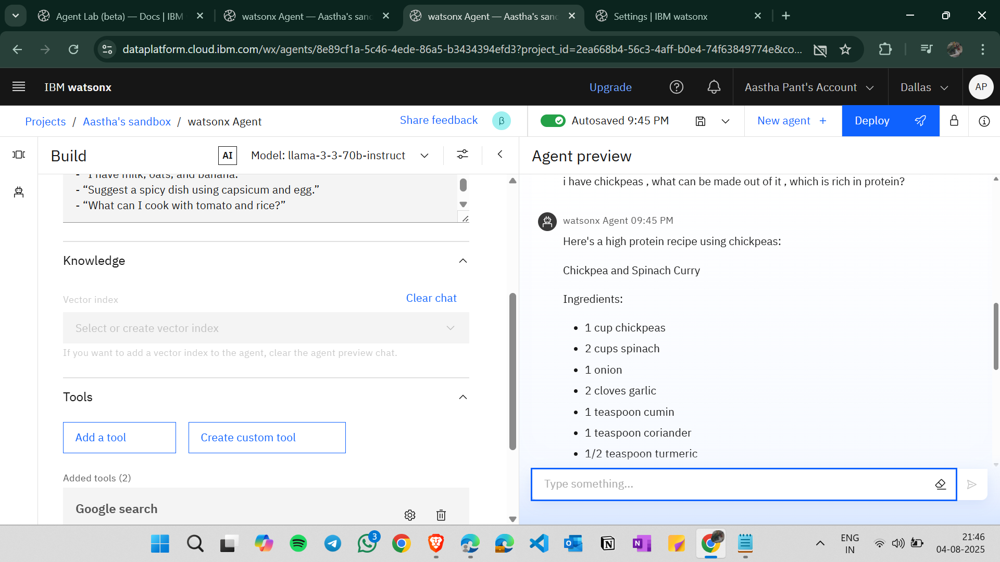 Agent Lab (beta) — Docs | IBM
watsonx Agent — Aastha's sand
watsonx Agent — Aastha's sand
Settings | IBM watsonx
dataplatform.cloud.ibm.com/wx/agents/8e89cf1a-5c46-4ede-86a5-b3434394efd3?project_id=2ea668b4-56c3-4aff-b0e4-74f63849774e&co...
IBM watsonx
Upgrade
Aastha Pant's Account
Dallas
AP
Projects / Aastha's sandbox / watsonx Agent
Share feedback
β
Autosaved 9:45 PM
New agent +
Deploy
Build
AI
Model: llama-3-3-70b-instruct
- "I have milk, oats, and banana."
- “Suggest a spicy dish using capsicum and egg.”
- “What can I cook with tomato and rice?”
Knowledge
Vector index
Clear chat
Select or create vector index
If you want to add a vector index to the agent, clear the agent preview chat.
Tools
Add a tool
Create custom tool
Added tools (2)
Google search
Agent preview
i have chickpeas , what can be made out of it , which is rich in protein?
watsonx Agent 09:45 PM
Here's a high protein recipe using chickpeas:
Chickpea and Spinach Curry
Ingredients:
• 1 cup chickpeas
• 2 cups spinach
• 1 onion
• 2 cloves garlic
• 1 teaspoon cumin
• 1 teaspoon coriander
• 1/2 teaspoon turmeric
Type something...
3
ENG
IN
21:46
04-08-2025